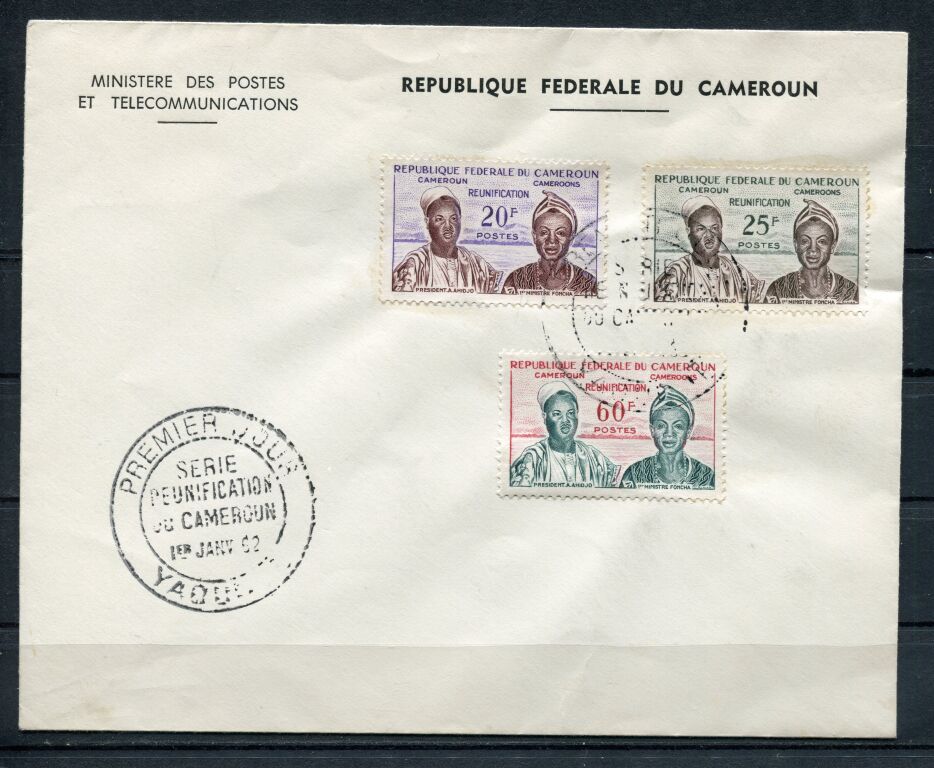 MINISTERE DES POSTES
ET TELECOMMUNICATIONS
REPUBLIQUE FEDERALE DU CAMEROUN
REPUBLIQUE FEDERALE DU CAMEROUN
CAMEROUN CAMEROONS
REUNIFICATION
20F
POSTES
PRESIDENT.A.AHIDJO 1er MINISTRE FONCHA
REPUBLIQUE FEDERALE DU CAMEROUN
CAMEROUN CAMEROONS
REUNIFICATION
25F
POSTES
PRESIDENT.A.AHIDJO 1er MINISTRE FONCHA
REPUBLIQUE FEDERALE DU CAMEROUN
CAMEROUN CAMEROONS
REUNIFICATION
60F
POSTES
PRESIDENT.A.AHIDJO 1er MINISTRE FONCHA
PREMIER JOUR
SERIE
REUNIFICATION
DU CAMEROUN
1ER JANV 62